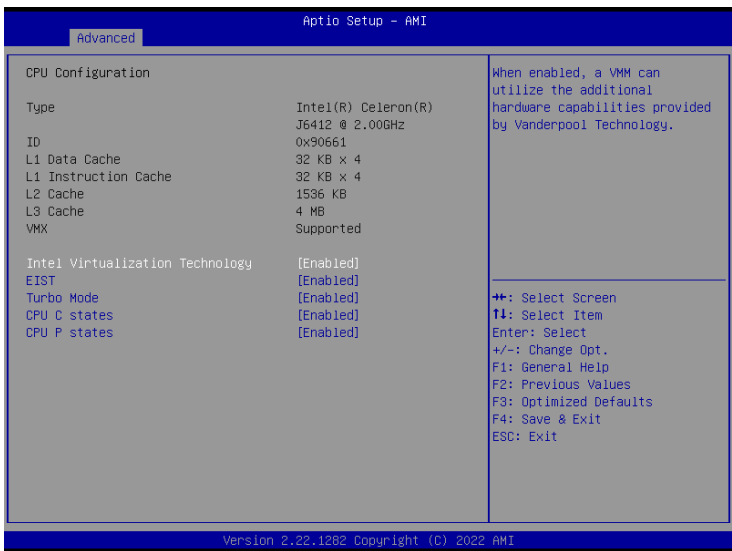 Aptio Setup - AMI
Advanced
CPU Configuration
Type Intel(R) Celeron(R)
J6412 @ 2.00GHz
ID 0x90661
L1 Data Cache 32 KB x 4
L1 Instruction Cache 32 KB x 4
L2 Cache 1536 KB
L3 Cache 4 MB
VMX Supported
Intel Virtualization Technology [Enabled]
EIST [Enabled]
Turbo Mode [Enabled]
CPU C states [Enabled]
CPU P states [Enabled]
When enabled, a VMM can
utilize the additional
hardware capabilities provided
by Vanderpool Technology.
→←: Select Screen
↑↓: Select Item
Enter: Select
+/-: Change Opt.
F1: General Help
F2: Previous Values
F3: Optimized Defaults
F4: Save & Exit
ESC: Exit
Version 2.22.1282 Copyright (C) 2022 AMI